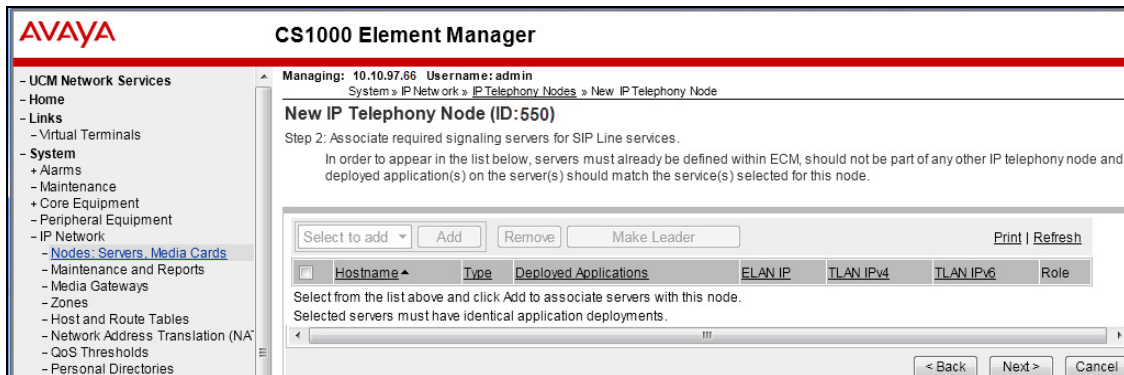 AVAYA
CS1000 Element Manager
- UCM Network Services
- Home
- Links
- Virtual Terminals
- System
+ Alarms
- Maintenance
+ Core Equipment
- Peripheral Equipment
- IP Network
- Nodes: Servers, Media Cards
- Maintenance and Reports
- Media Gateways
- Zones
- Host and Route Tables
- Network Address Translation (NAT
- QoS Thresholds
- Personal Directories
Managing: 10.10.97.66 Username: admin
System » IP Network » IP Telephony Nodes » New IP Telephony Node
New IP Telephony Node (ID:550)
Step 2: Associate required signaling servers for SIP Line services.
In order to appear in the list below, servers must already be defined within ECM, should not be part of any other IP telephony node and
deployed application(s) on the server(s) should match the service(s) selected for this node.
Select to add Add Remove Make Leader Print | Refresh
Hostname Type Deployed Applications ELAN IP TLAN IPv4 TLAN IPv6 Role
Select from the list above and click Add to associate servers with this node.
Selected servers must have identical application deployments.
< Back Next > Cancel